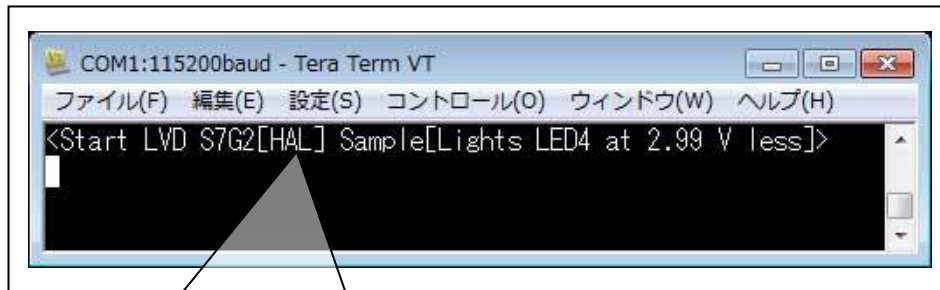 COM1:115200baud - Tera Term VT
ファイル(F) 編集(E) 設定(S) コントロール(O) ウィンドウ(W) ヘルプ(H)
<Start LVD S7G2[HAL] Sample[Lights LED4 at 2.99 V less]>